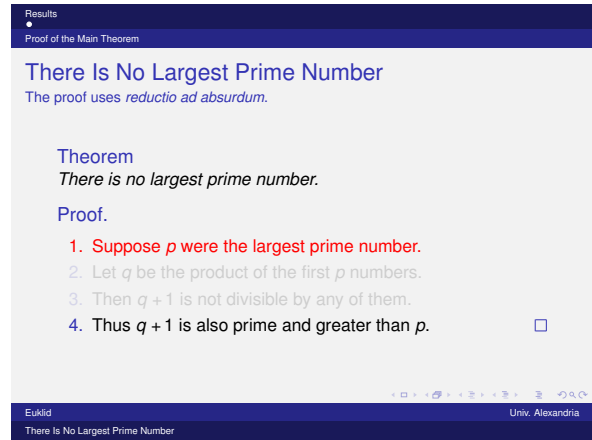 Results
Proof of the Main Theorem
There Is No Largest Prime Number
The proof uses reductio ad absurdum.
Theorem
There is no largest prime number.
Proof.
1. Suppose p were the largest prime number.
2. Let q be the product of the first p numbers.
3. Then q + 1 is not divisible by any of them.
4. Thus q + 1 is also prime and greater than p.
Euklid Univ. Alexandria
There Is No Largest Prime Number